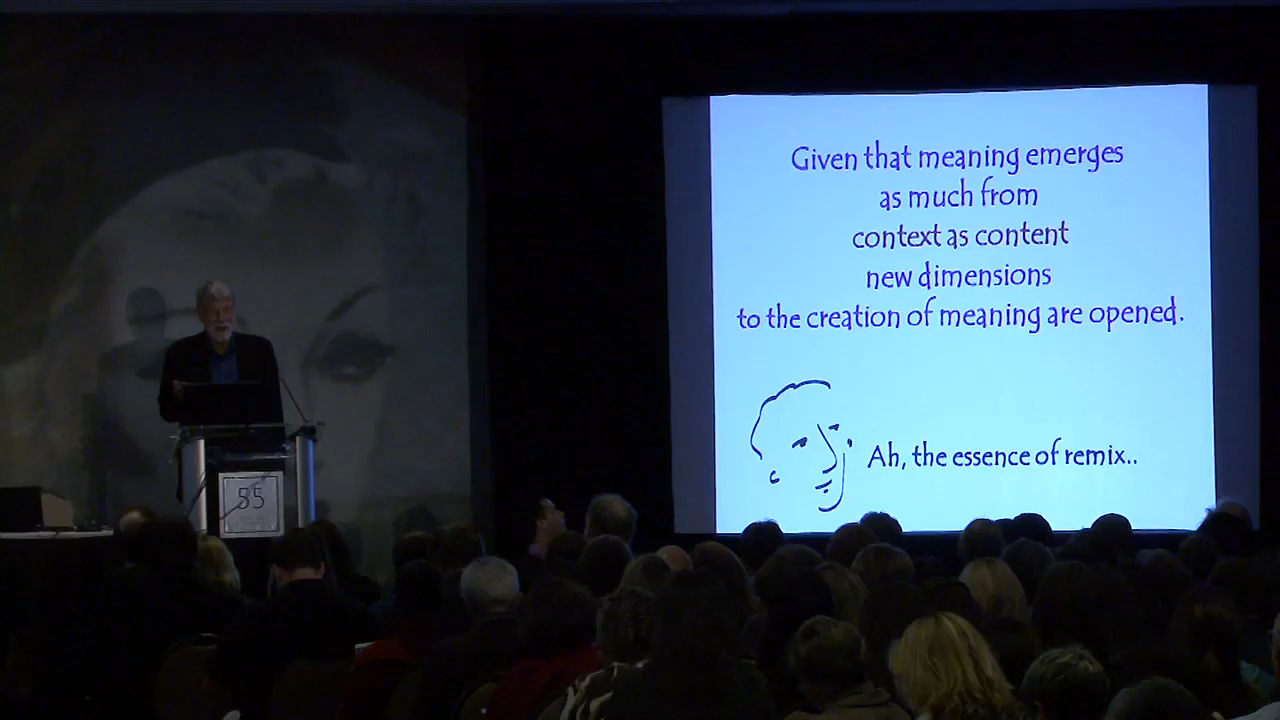 Given that meaning emerges
as much from
context as content
new dimensions
to the creation of meaning are opened.
Ah, the essence of remix..
55